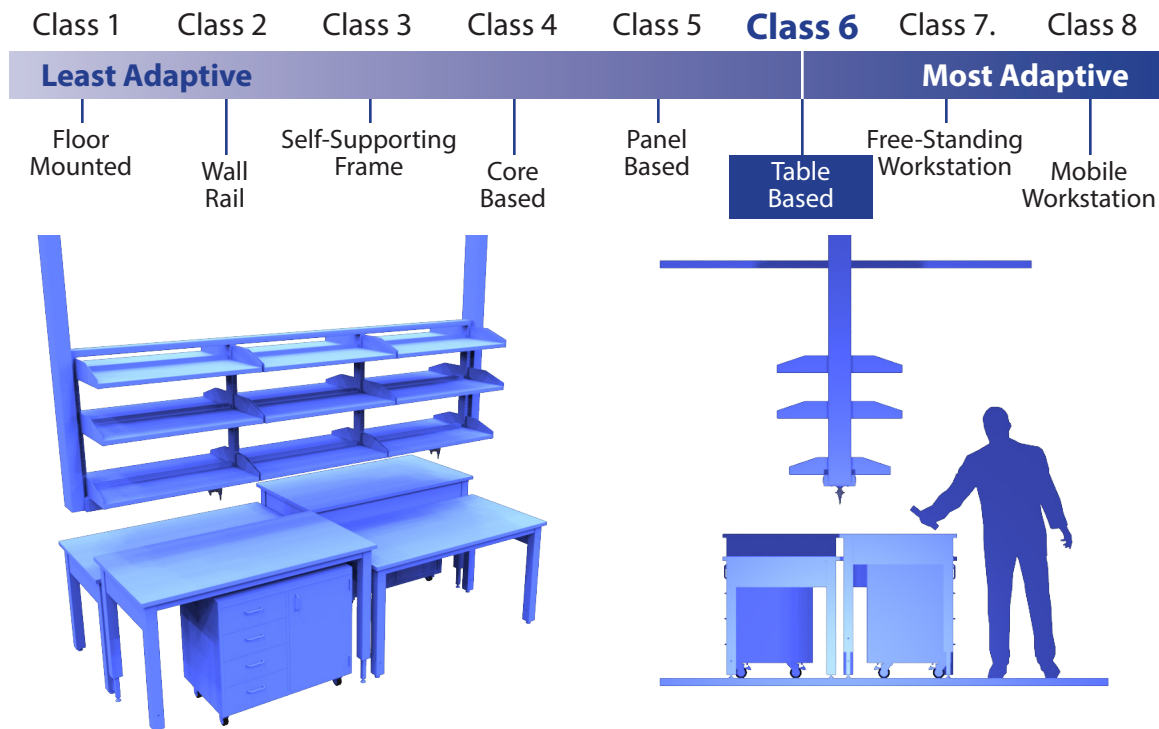 Class 1 Class 2 Class 3 Class 4 Class 5 Class 6 Class 7. Class 8
Least Adaptive Most Adaptive
Floor
Mounted
Wall
Rail
Self-Supporting
Frame
Core
Based
Panel
Based
Table
Based
Free-Standing
Workstation
Mobile
Workstation